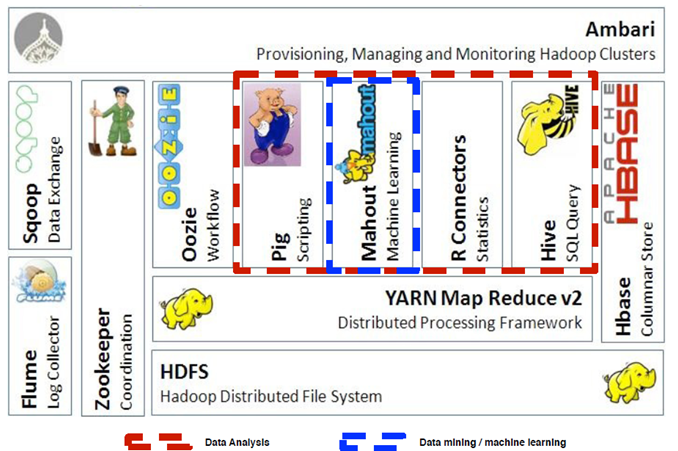 Ambari
Provisioning, Managing and Monitoring Hadoop Clusters
sqoop
Sqoop
Data Exchange
Flume
Log Collector
Zookeeper
Coordination
OOZIE
Oozie
Workflow
Pig
Scripting
mahout
Mahout
Machine Learning
R Connectors
Statistics
HIVE
Hive
SQL Query
APACHE
HBASE
Hbase
Columnar Store
YARN Map Reduce v2
Distributed Processing Framework
HDFS
Hadoop Distributed File System
Data Analysis
Data mining / machine learning